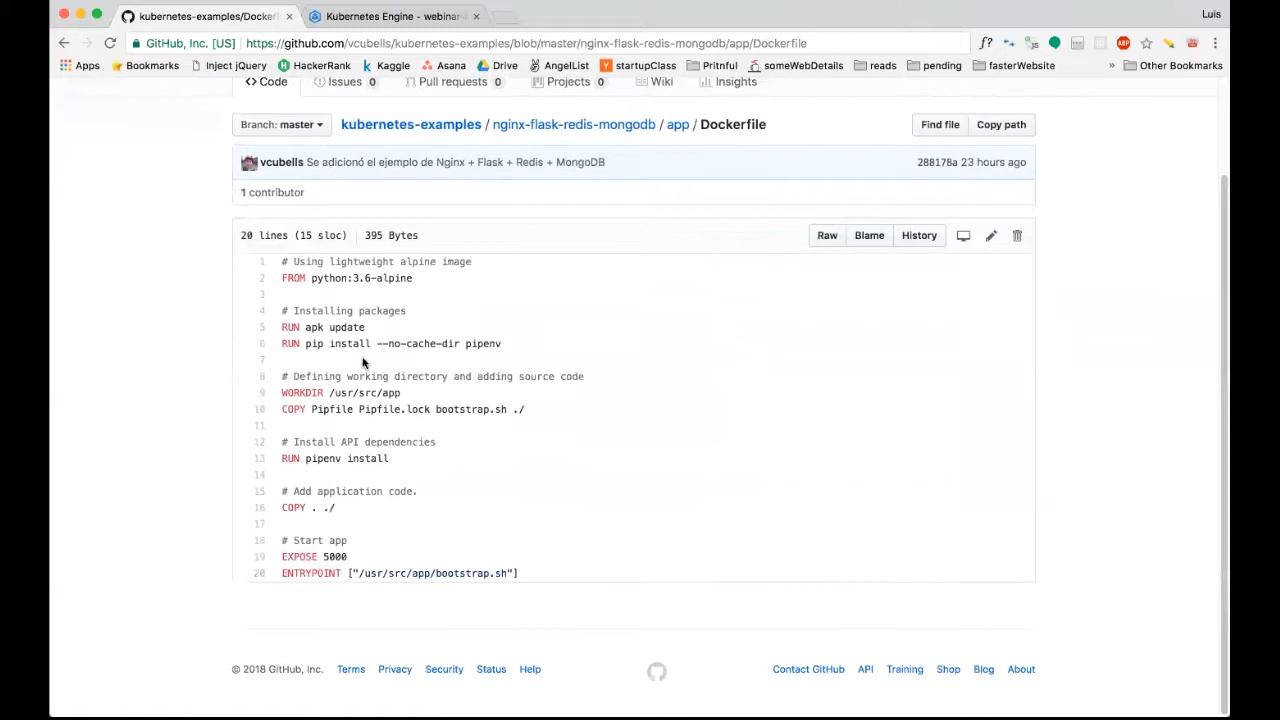 kubernetes-examples/Dockerfi
Kubernetes Engine - webinar
Luis
GitHub, Inc. [US] https://github.com/vcubells/kubernetes-examples/blob/master/nginx-flask-redis-mongodb/app/Dockerfile
Apps Bookmarks Inject jQuery HackerRank Kaggle Asana Drive AngelList startupClass Pritnful someWebDetails reads pending fasterWebsite » Other Bookmarks
Code Issues 0 Pull requests 0 Projects 0 Wiki Insights
Branch: master kubernetes-examples / nginx-flask-redis-mongodb / app / Dockerfile Find file Copy path
vcubells Se adicionó el ejemplo de Nginx + Flask + Redis + MongoDB 288178a 23 hours ago
1 contributor
20 lines (15 sloc) 395 Bytes Raw Blame History
1 # Using lightweight alpine image
2 FROM python:3.6-alpine
3
4 # Installing packages
5 RUN apk update
6 RUN pip install --no-cache-dir pipenv
7
8 # Defining working directory and adding source code
9 WORKDIR /usr/src/app
10 COPY Pipfile Pipfile.lock bootstrap.sh ./
11
12 # Install API dependencies
13 RUN pipenv install
14
15 # Add application code.
16 COPY . ./
17
18 # Start app
19 EXPOSE 5000
20 ENTRYPOINT ["/usr/src/app/bootstrap.sh"]
© 2018 GitHub, Inc. Terms Privacy Security Status Help Contact GitHub API Training Shop Blog About